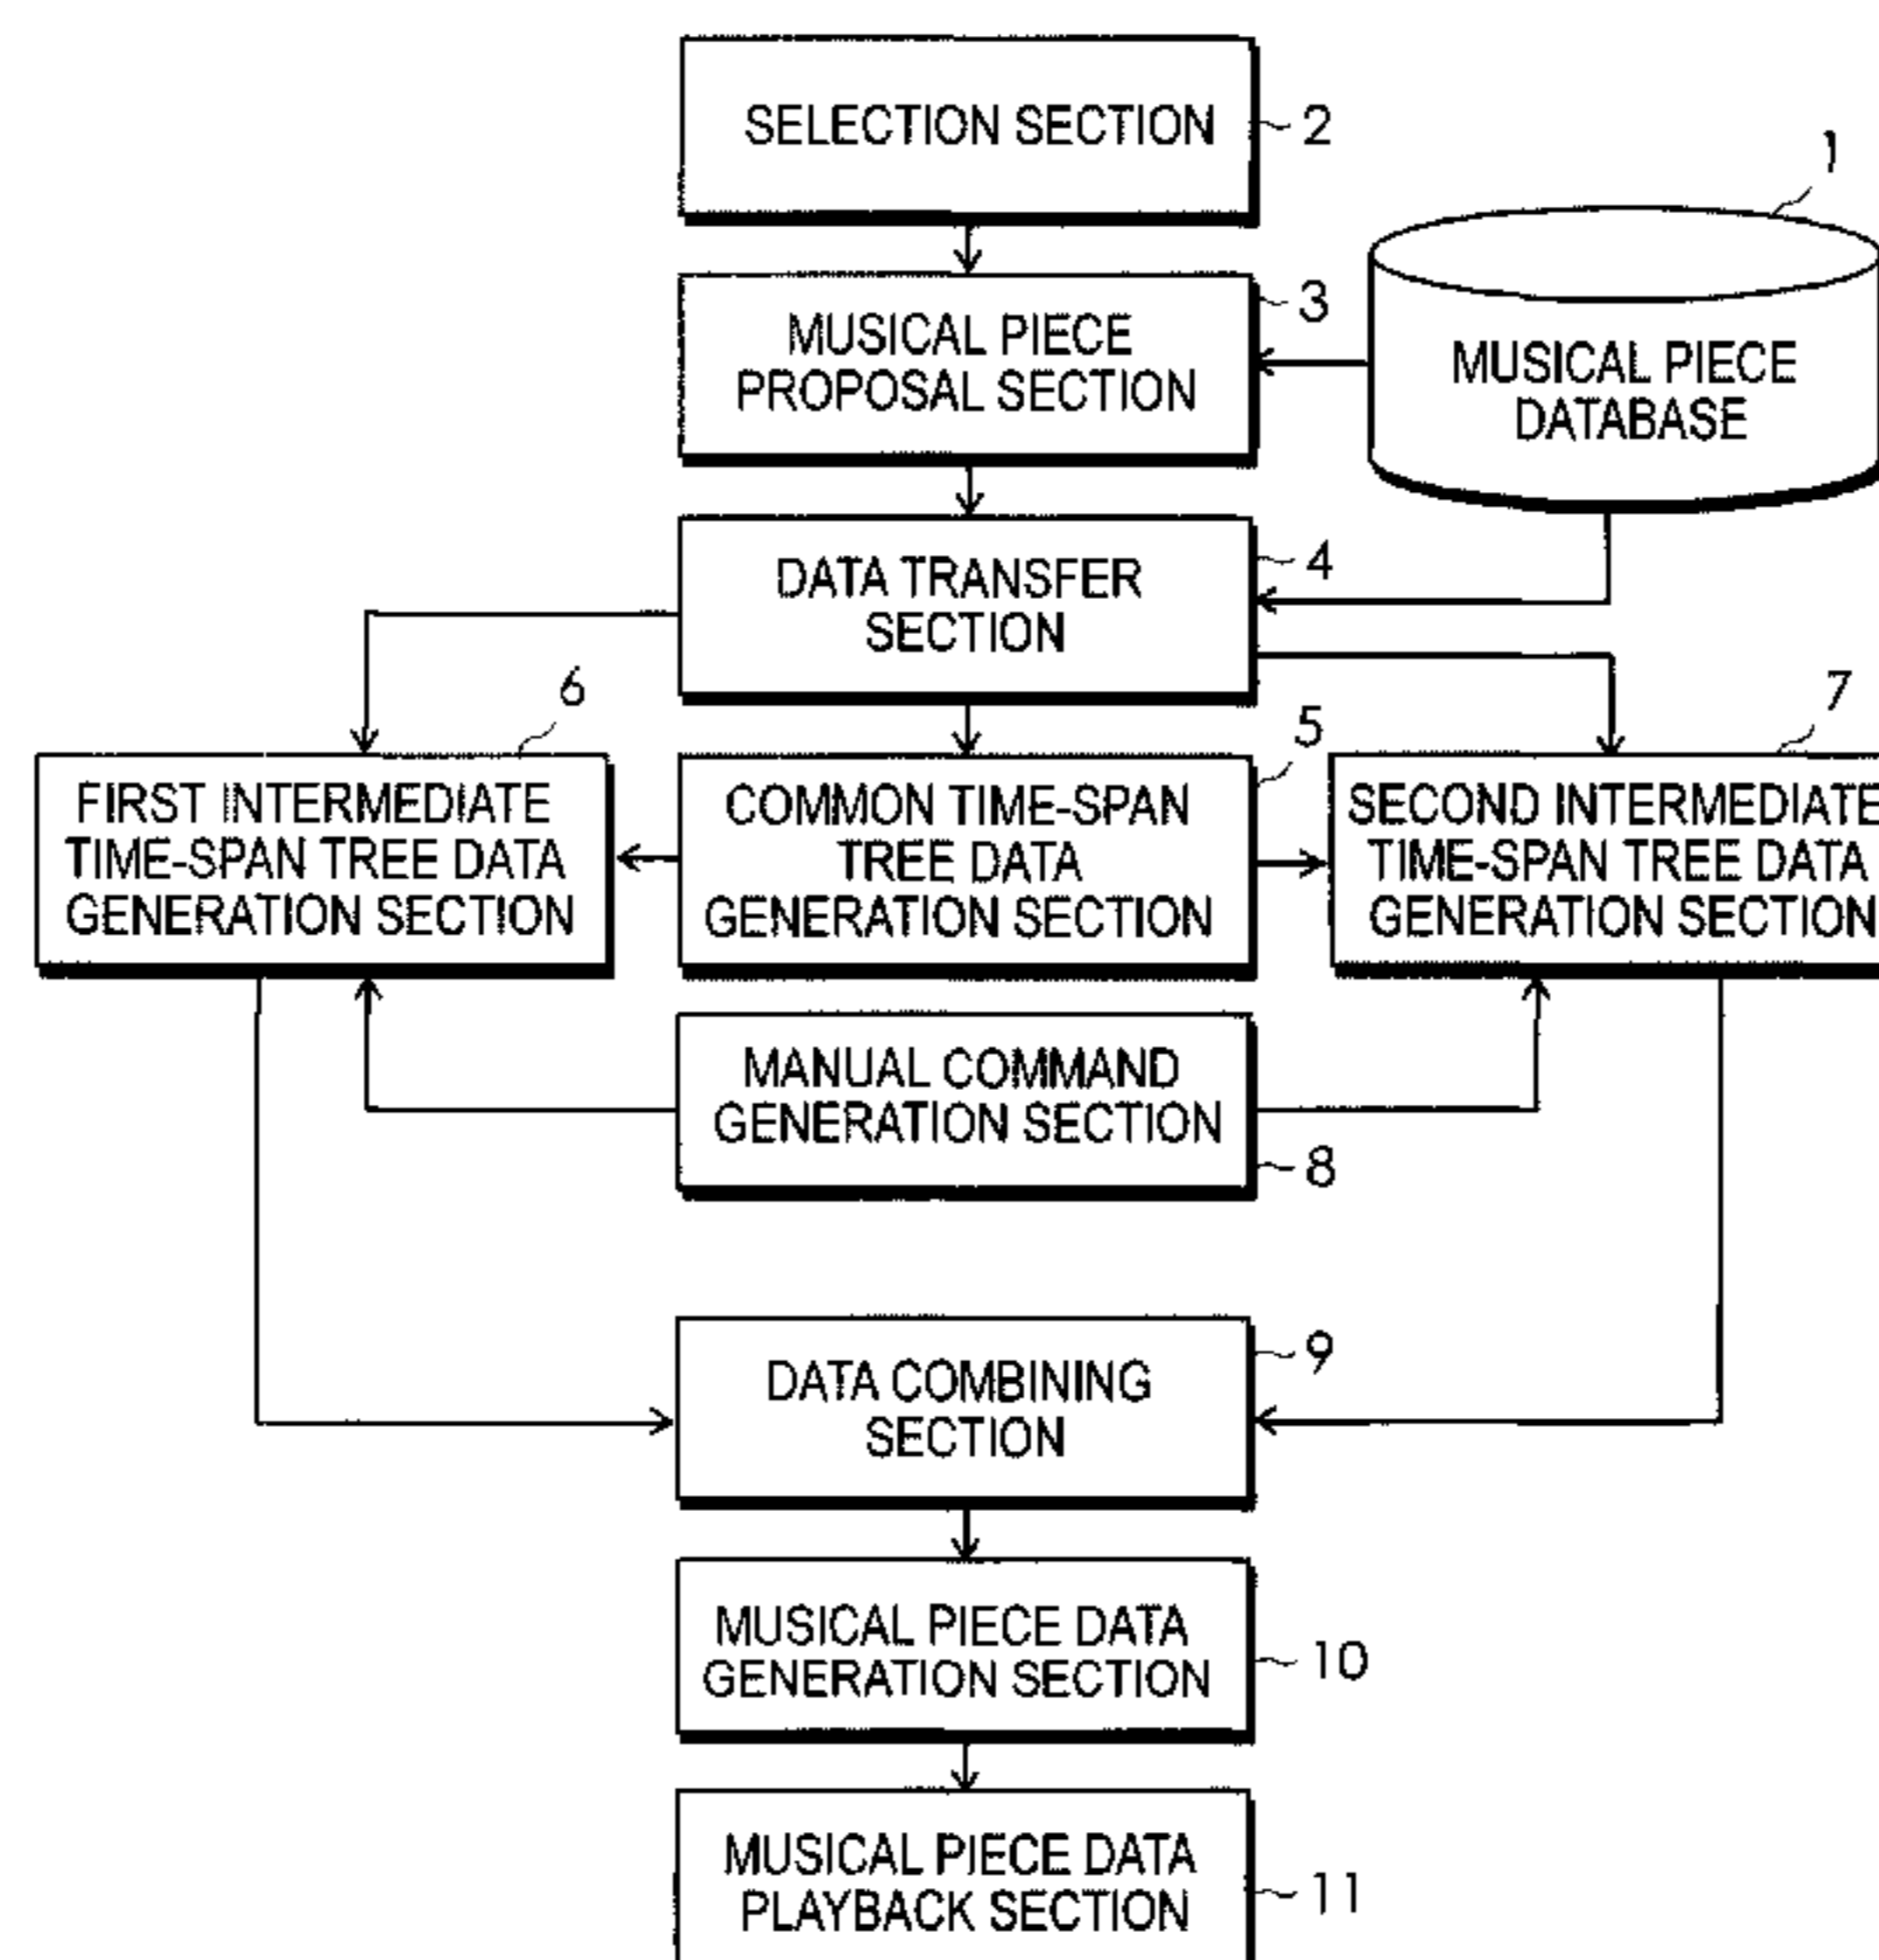 SELECTION SECTION
2
1
MUSICAL PIECE
PROPOSAL SECTION
3
MUSICAL PIECE
DATABASE
DATA TRANSFER
SECTION
4
6
FIRST INTERMEDIATE
TIME-SPAN TREE DATA
GENERATION SECTION
5
COMMON TIME-SPAN
TREE DATA
GENERATION SECTION
7
SECOND INTERMEDIATE
TIME-SPAN TREE DATA
GENERATION SECTION
MANUAL COMMAND
GENERATION SECTION
8
DATA COMBINING
SECTION
9
MUSICAL PIECE DATA
GENERATION SECTION
10
MUSICAL PIECE DATA
PLAYBACK SECTION
11